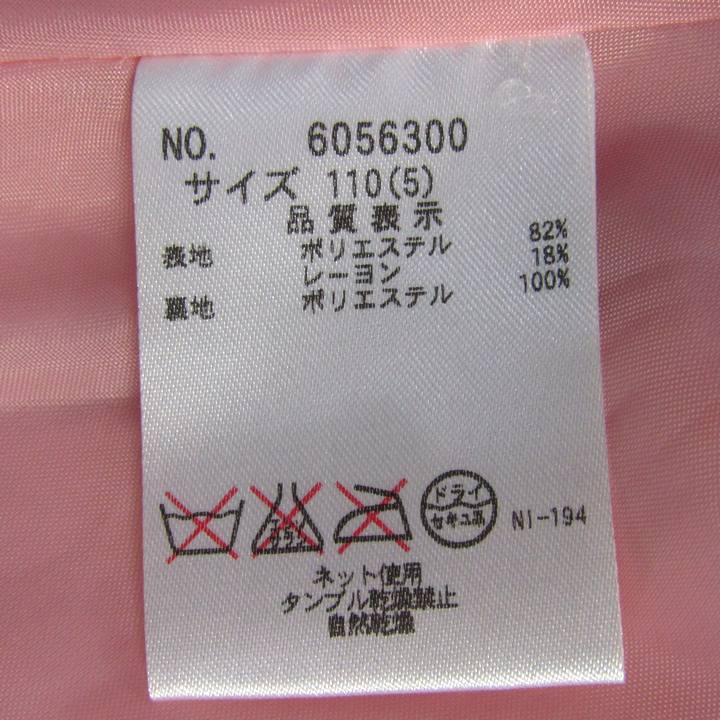 NO. 6056300
サイズ 110(5)
品質表示
表地 ポリエステル 82%
レーヨン 18%
裏地 ポリエステル 100%
ドライ
セキユ系
NI-194
ネット使用
タンブル乾燥禁止
自然乾燥